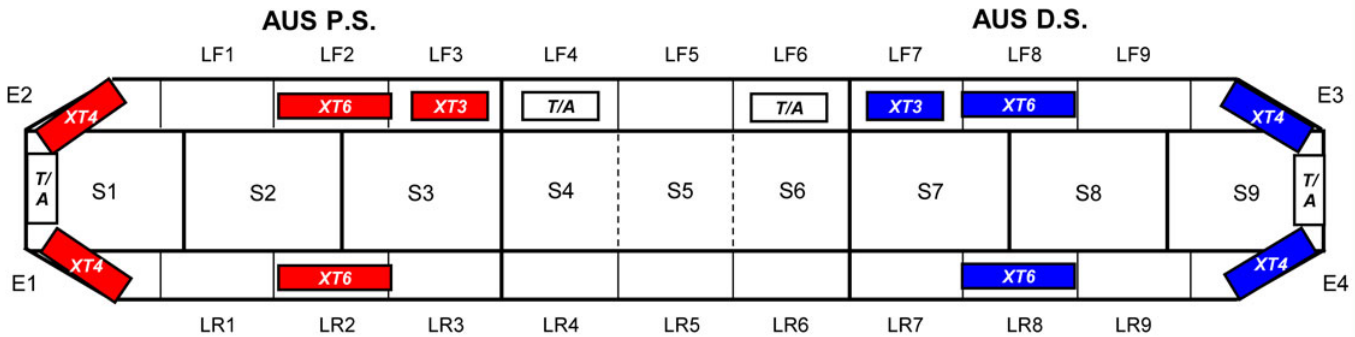 AUS P.S. AUS D.S.
LF1 LF2 LF3 LF4 LF5 LF6 LF7 LF8 LF9
E2 XT4 XT6 XT3 T/A T/A XT3 XT6 XT4 E3
T/
A S1 S2 S3 S4 S5 S6 S7 S8 S9 T/
A
E1 XT4 XT6 XT6 XT4 E4
LR1 LR2 LR3 LR4 LR5 LR6 LR7 LR8 LR9